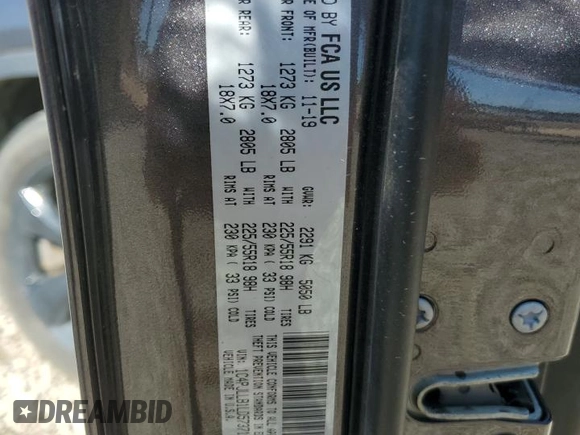 D BY FCA US LLC
E OF MFR(BUILT): 11-19
GVWR: 2291 KG 5050 LB
FRONT: 1273 KG 2805 LB WITH 225/55R18 98H TIRES
18X7.0 RIMS AT 230 KPA ( 33 PSI) COLD
REAR: 1273 KG 2805 LB WITH 225/55R18 98H TIRES
18X7.0 RIMS AT 230 KPA ( 33 PSI) COLD
THIS VEHICLE CONFORMS TO ALL
THEFT PREVENTION STANDARDS IN
VEHICLE MADE IN U.S.A.
VIN:
RIDESAFELY